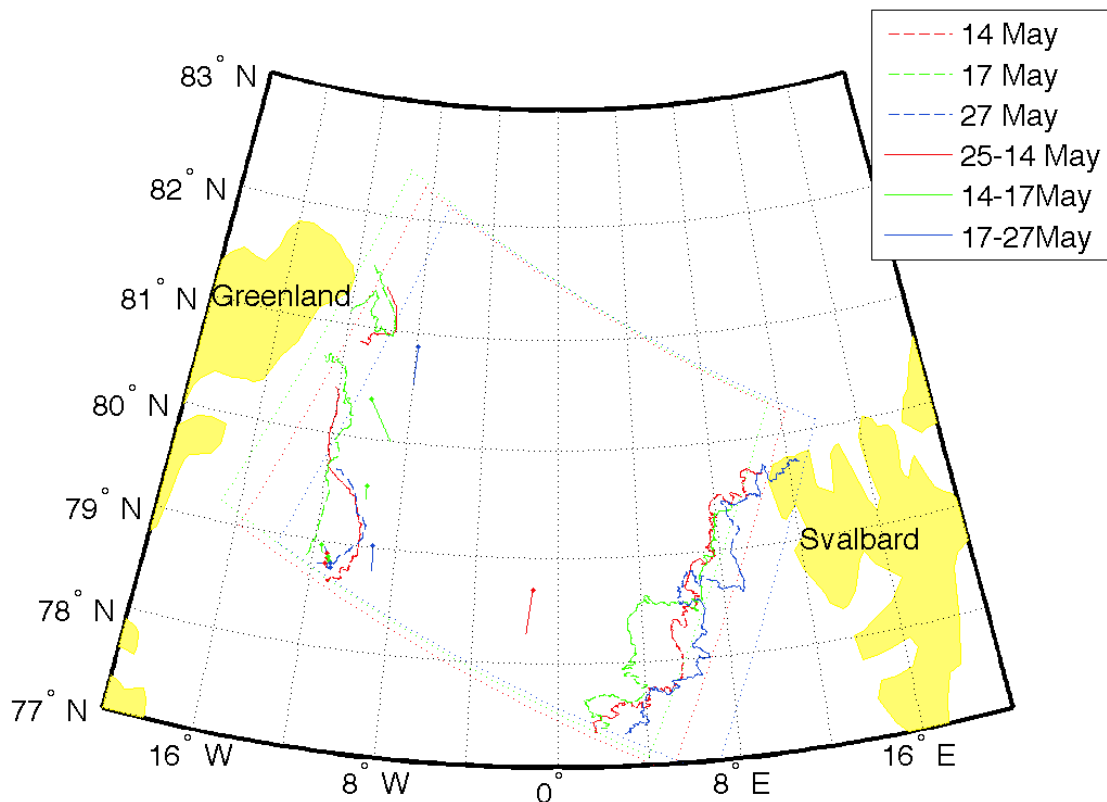 14 May
17 May
27 May
25-14 May
14-17May
17-27May
83° N
82° N
81° N
80° N
79° N
78° N
77° N
Greenland
Svalbard
16° W
8° W
0°
8° E
16° E